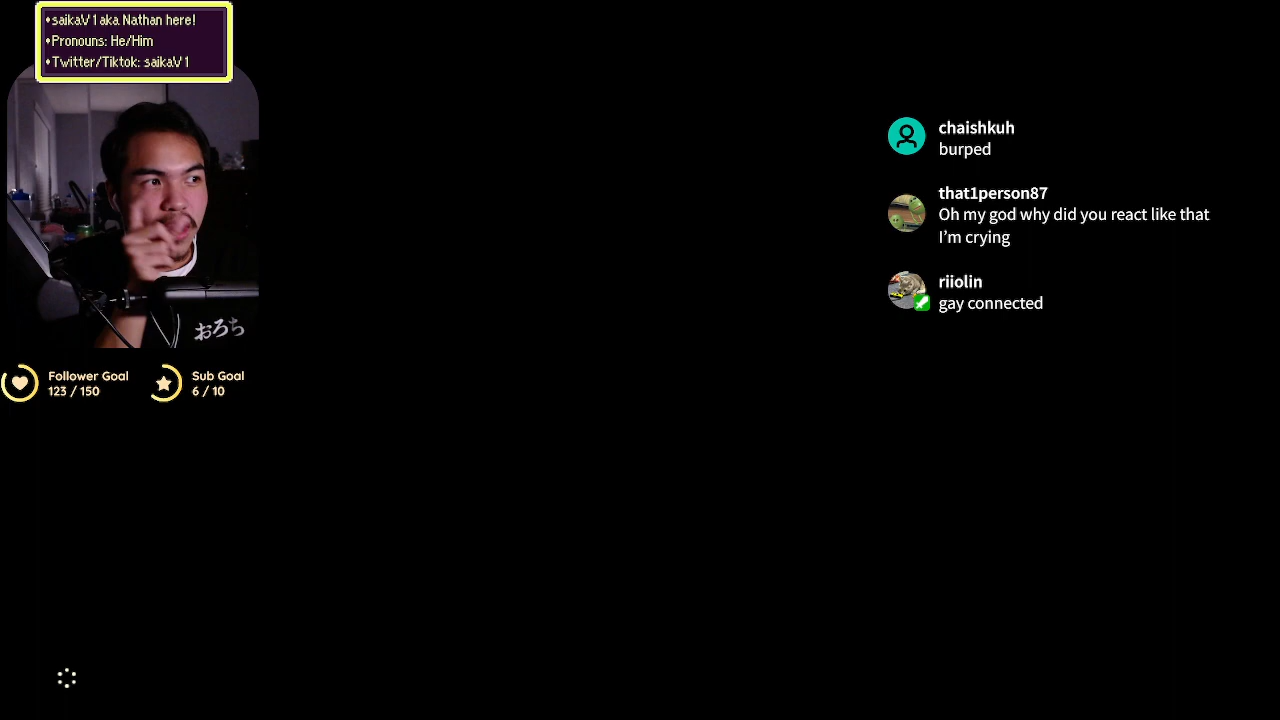 •saikaV1 aka Nathan here!
•Pronouns: He/Him
•Twitter/Tiktok: saikaV1
おろち
Follower Goal
123 / 150
Sub Goal
6 / 10
chaishkuh
burped
that1person87
Oh my god why did you react like that
I’m crying
riiolin
gay connected